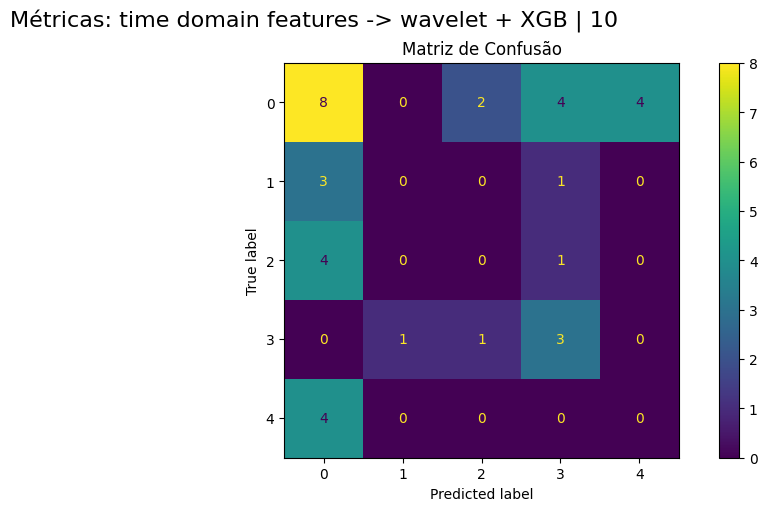 Métricas: time domain features -> wavelet + XGB | 10
Matriz de Confusão
0 8 0 2 4 4
1 3 0 0 1 0
2 4 0 0 1 0
3 0 1 1 3 0
4 4 0 0 0 0
0 1 2 3 4
True label
Predicted label
8
7
6
5
4
3
2
1
0